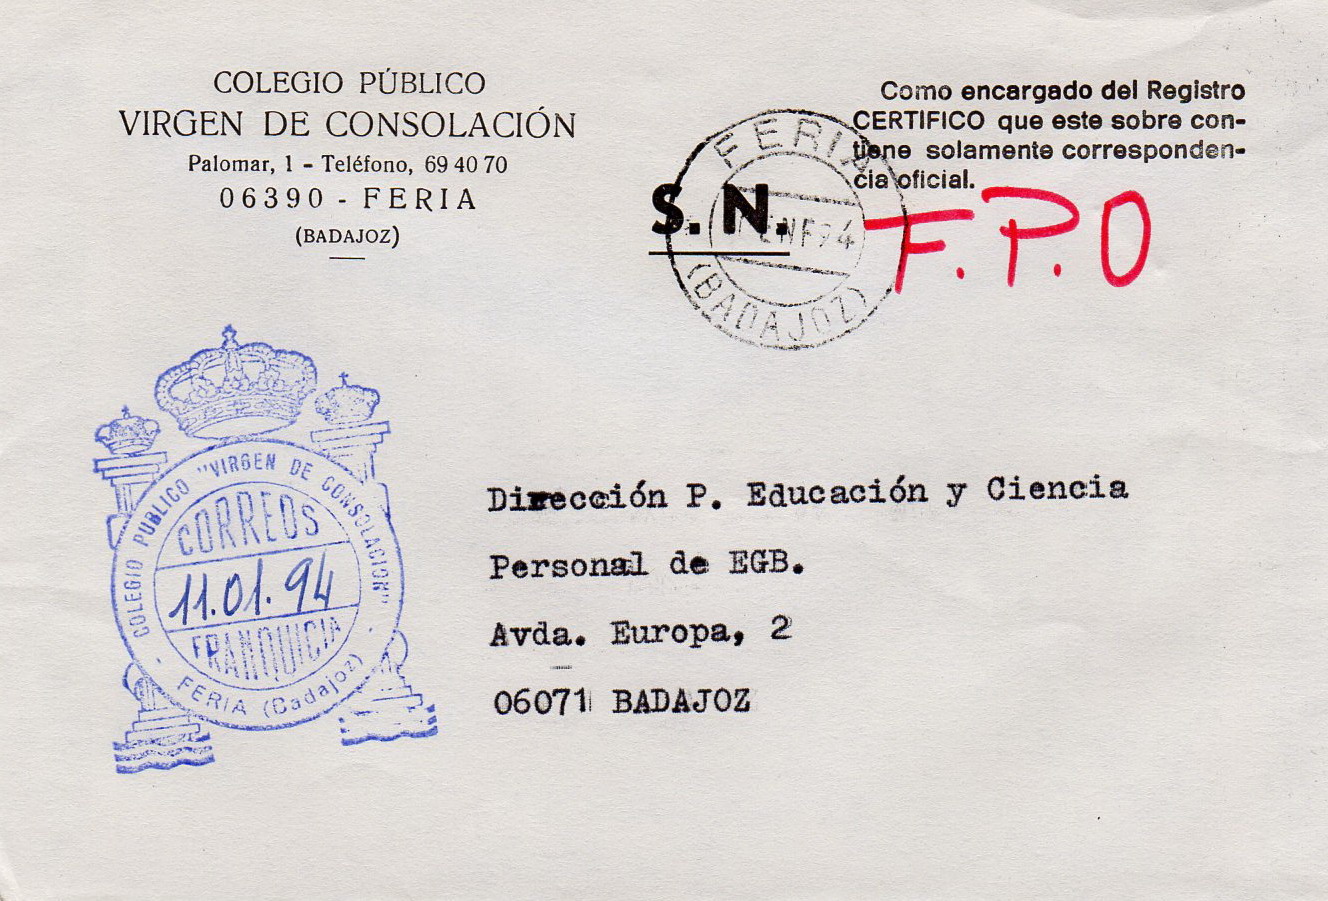 COLEGIO PÚBLICO
VIRGEN DE CONSOLACIÓN
Palomar, 1 - Teléfono, 69 40 70
06390 - FERIA
(BADAJOZ)
Como encargado del Registro
CERTIFICO que este sobre con-
tiene solamente corresponden-
cia oficial.
S. N.
FERIA
ENE 94
(BADAJOZ)
F.P.O
COLEGIO PUBLICO "VIRGEN DE CONSOLACION"
CORREOS
11.01.94
FRANQUICIA
FERIA (Badajoz)
Dirección P. Educación y Ciencia
Personal de EGB.
Avda. Europa, 2
06071 BADAJOZ